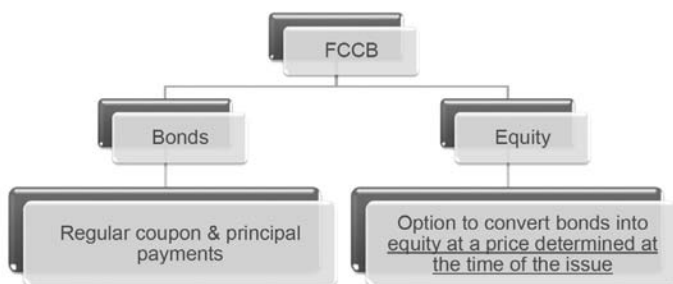 FCCB
Bonds
Equity
Regular coupon & principal
payments
Option to convert bonds into
equity at a price determined at
the time of the issue